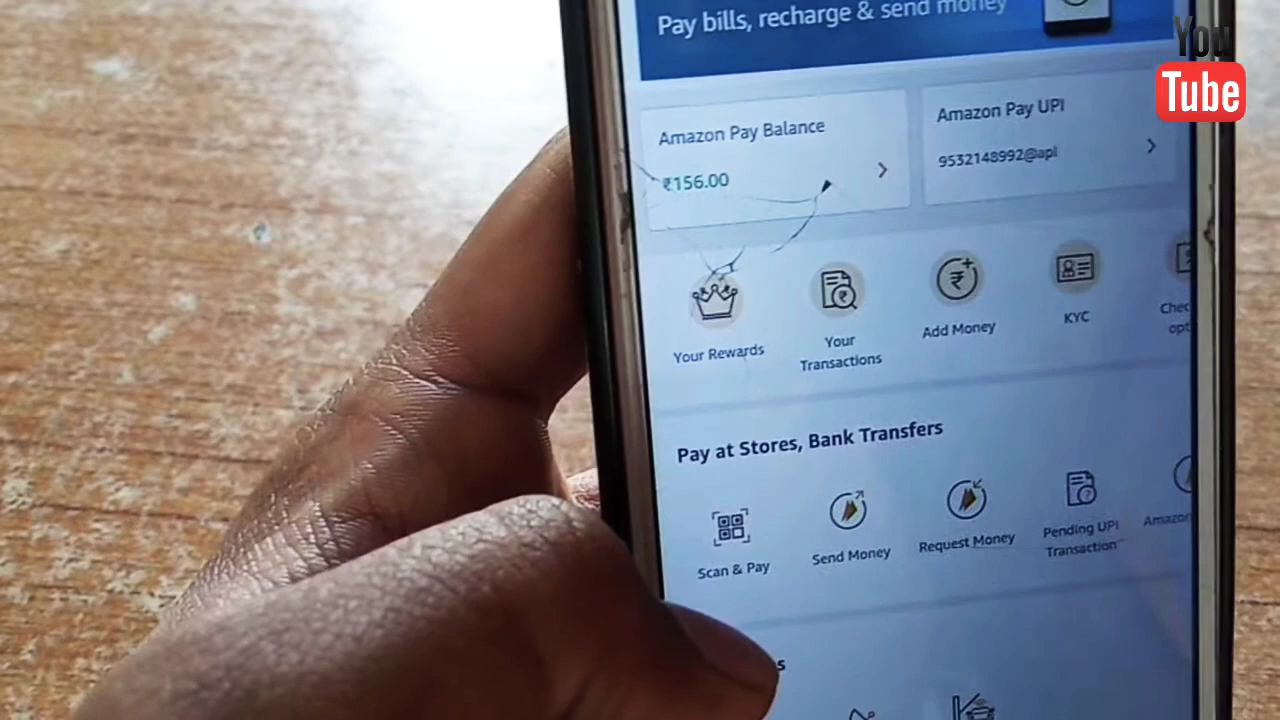 Pay bills, recharge & send money
You
Tube
Amazon Pay Balance
₹156.00
Amazon Pay UPI
9532148992@apl
Your Rewards
Your
Transactions
Add Money
KYC
Pay at Stores, Bank Transfers
Scan & Pay
Send Money
Request Money
Pending UPI
Transaction
Amazon